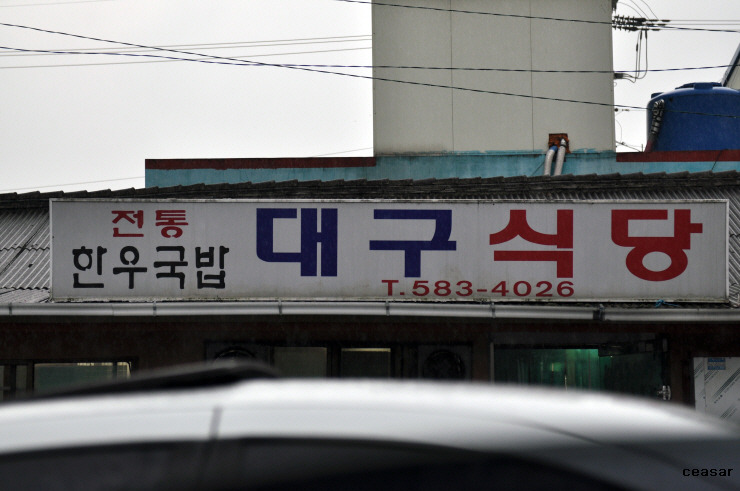 전통
한우국밥
대구식당
T.583-4026
ceasar